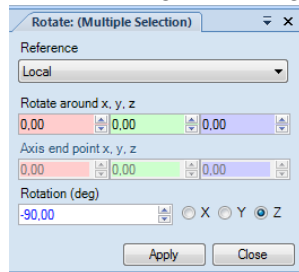 Rotate: (Multiple Selection)
Reference
Local
Rotate around x, y, z
0,00 0,00 0,00
Axis end point x, y, z
0,00 0,00 0,00
Rotation (deg)
-90,00 X Y Z
Apply Close